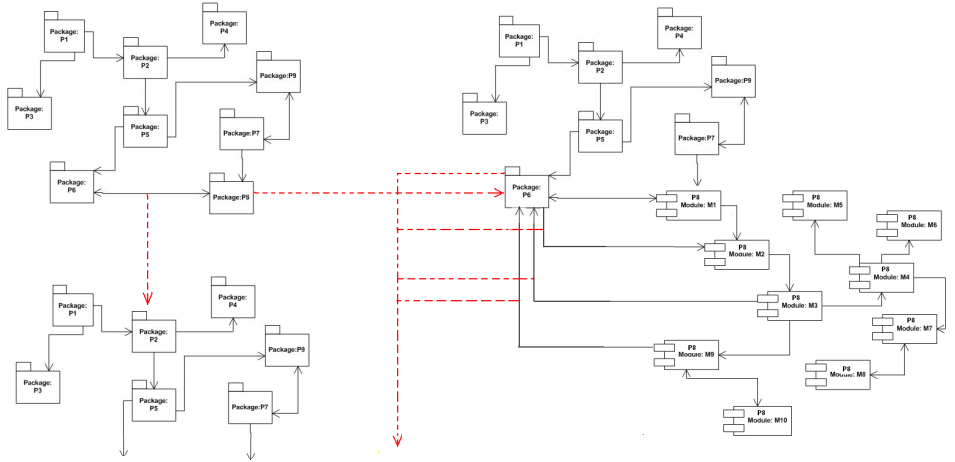 Package:
P1
Package:
P4
Package:
P2
Package:P9
Package:
P3
Package:
P5
Package:P7
Package:
P6
Package:P8
Package:
P1
Package:
P4
Package:
P2
Package:P9
Package:
P3
Package:
P5
Package:P7
Package:
P6
P8
Module: M1
P8
Module: M5
P8
Module: M6
P8
Module: M2
P8
Module: M4
P8
Module: M3
P8
Module: M7
P8
Module: M9
P8
Module: M8
P8
Module: M10
Package:
P1
Package:
P4
Package:
P2
Package:P9
Package:
P3
Package:
P5
Package:P7